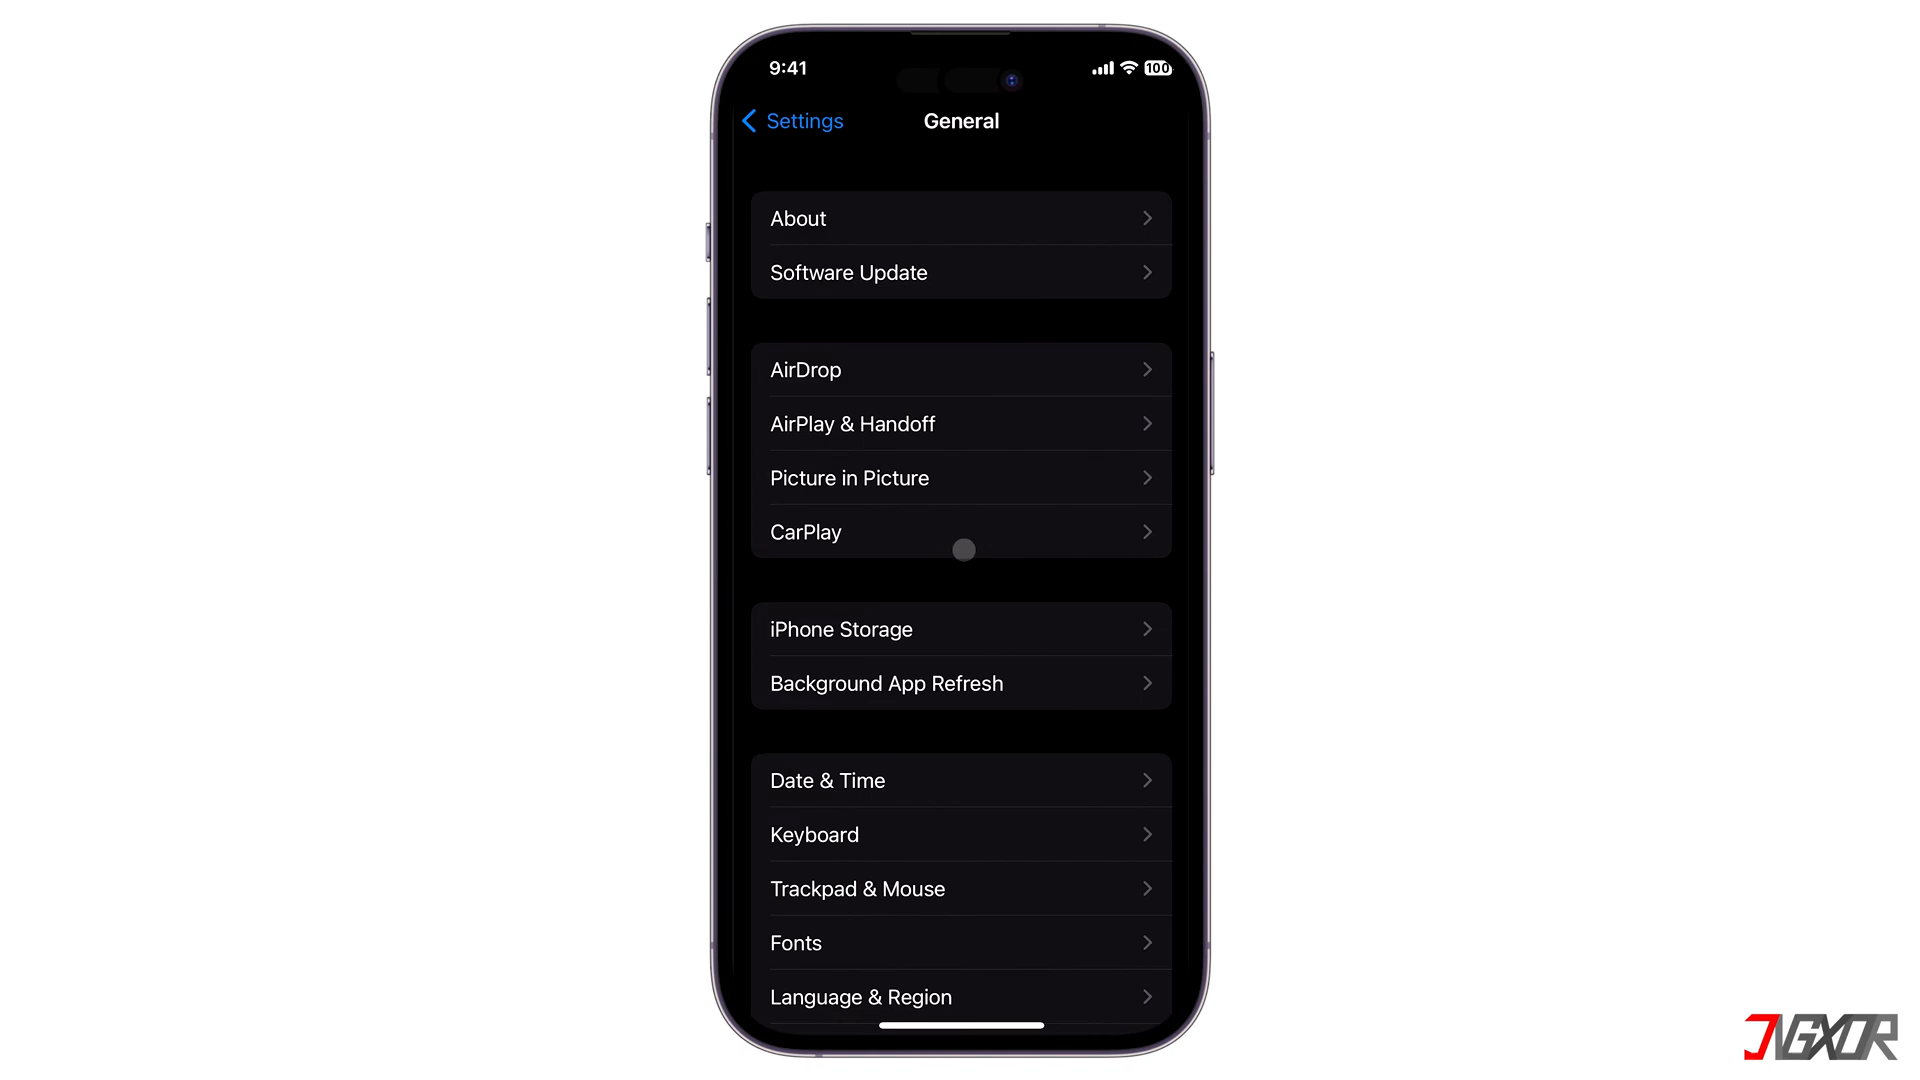 9:41
100
Settings
General
About
Software Update
AirDrop
AirPlay & Handoff
Picture in Picture
CarPlay
iPhone Storage
Background App Refresh
Date & Time
Keyboard
Trackpad & Mouse
Fonts
Language & Region
JVGXOR